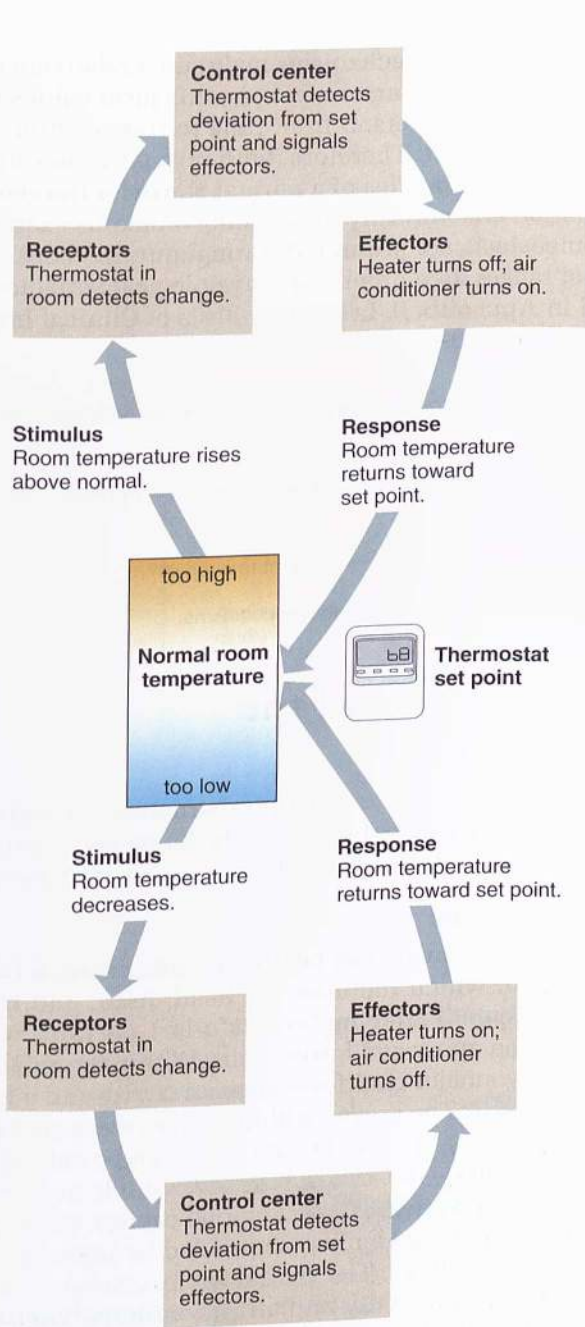 Control center
Thermostat detects
deviation from set
point and signals
effectors.
Receptors
Thermostat in
room detects change.
Effectors
Heater turns off; air
conditioner turns on.
Stimulus
Room temperature rises
above normal.
Response
Room temperature
returns toward
set point.
too high
Normal room
temperature
too low
68
Thermostat
set point
Stimulus
Room temperature
decreases.
Response
Room temperature
returns toward set point.
Receptors
Thermostat in
room detects change.
Effectors
Heater turns on;
air conditioner
turns off.
Control center
Thermostat detects
deviation from set
point and signals
effectors.